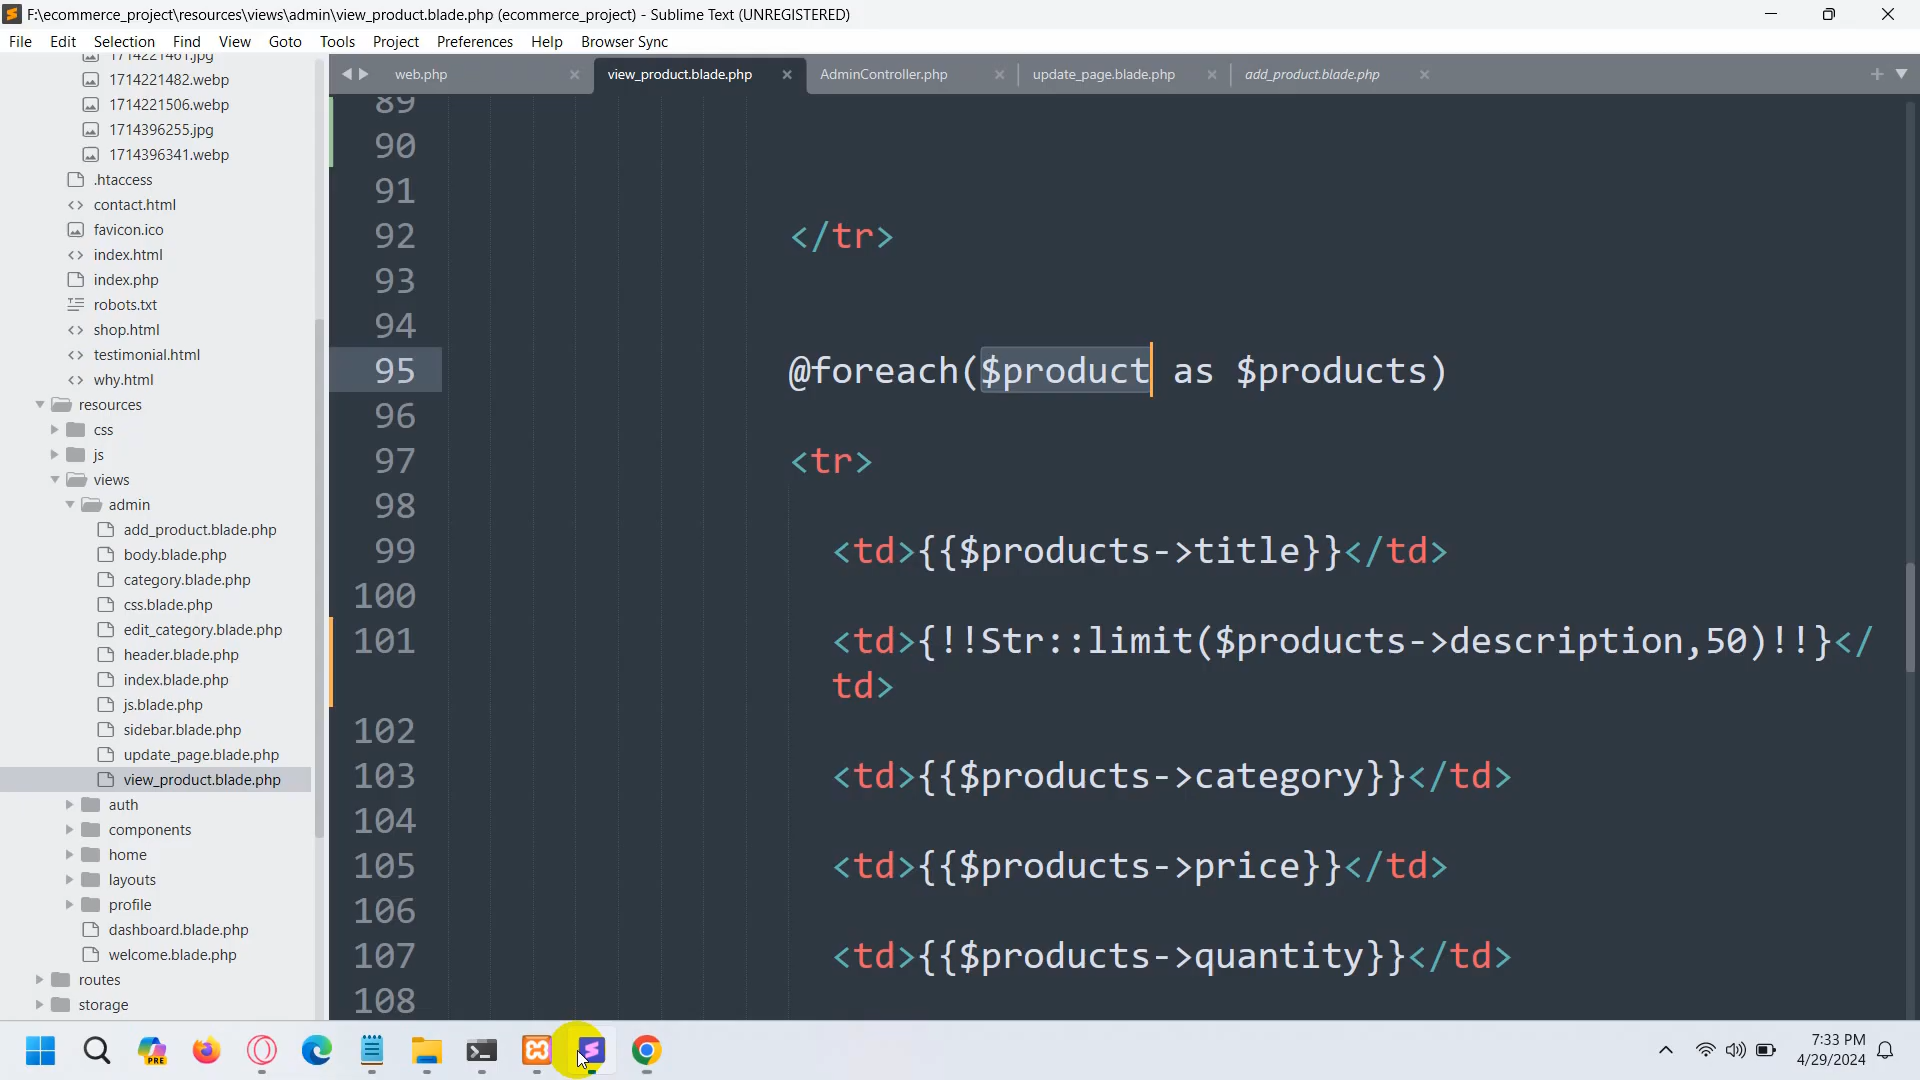 F:\ecommerce_project\resources\views\admin\view_product.blade.php (ecommerce_project) - Sublime Text (UNREGISTERED)
File Edit Selection Find View Goto Tools Project Preferences Help Browser Sync
web.php view_product.blade.php AdminController.php update_page.blade.php add_product.blade.php
1714221461.jpg
1714221482.webp
1714221506.webp
1714396255.jpg
1714396341.webp
.htaccess
contact.html
favicon.ico
index.html
index.php
robots.txt
shop.html
testimonial.html
why.html
resources
css
js
views
admin
add_product.blade.php
body.blade.php
category.blade.php
css.blade.php
edit_category.blade.php
header.blade.php
index.blade.php
js.blade.php
sidebar.blade.php
update_page.blade.php
view_product.blade.php
auth
components
home
layouts
profile
dashboard.blade.php
welcome.blade.php
routes
storage
89
90
91
92 </tr>
93
94
95 @foreach($product as $products)
96
97 <tr>
98
99 <td>{{$products->title}}</td>
100
101 <td>{!!Str::limit($products->description,50)!!}</
td>
102
103 <td>{{$products->category}}</td>
104
105 <td>{{$products->price}}</td>
106
107 <td>{{$products->quantity}}</td>
108
PRE
7:33 PM
4/29/2024